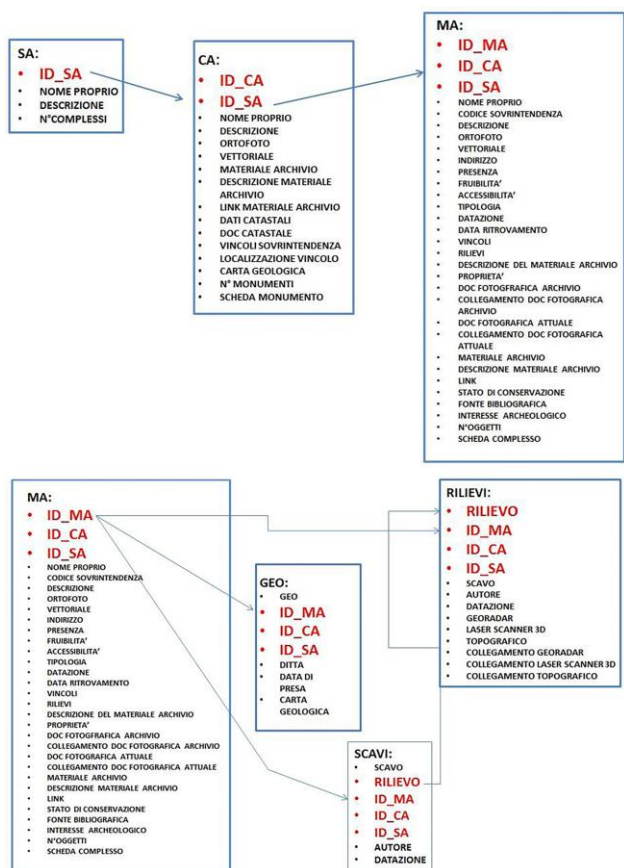 SA:
• ID_SA
• NOME PROPRIO
• DESCRIZIONE
• N°COMPLESSI
CA:
• ID_CA
• ID_SA
• NOME PROPRIO
• DESCRIZIONE
• ORTOFOTO
• VETTORIALE
• MATERIALE ARCHIVIO
• DESCRIZIONE MATERIALE
ARCHIVIO
• LINK MATERIALE ARCHIVIO
• DATI CATASTALI
• DOC CATASTALE
• VINCOLI SOVRINTENDENZA
• LOCALIZZAZIONE VINCOLO
• CARTA GEOLOGICA
• N° MONUMENTI
• SCHEDA MONUMENTO
MA:
• ID_MA
• ID_CA
• ID_SA
• NOME PROPRIO
• CODICE SOVRINTENDENZA
• DESCRIZIONE
• ORTOFOTO
• VETTORIALE
• INDIRIZZO
• PRESENZA
• FRUIBILITA'
• ACCESSIBILITA'
• TIPOLOGIA
• DATAZIONE
• DATA RITROVAMENTO
• VINCOLI
• RILIEVI
• DESCRIZIONE DEL MATERIALE ARCHIVIO
• PROPRIETA'
• DOC FOTOGFRAFICA ARCHIVIO
• COLLEGAMENTO DOC FOTOGRAFICA
ARCHIVIO
• DOC FOTOGRAFICA ATTUALE
• COLLEGAMENTO DOC FOTOGRAFICA
ATTUALE
• MATERIALE ARCHIVIO
• DESCRIZIONE MATERIALE ARCHIVIO
• LINK
• STATO DI CONSERVAZIONE
• FONTE BIBLIOGRAFICA
• INTERESSE ARCHEOLOGICO
• N°OGGETTI
• SCHEDA COMPLESSO
MA:
• ID_MA
• ID_CA
• ID_SA
• NOME PROPRIO
• CODICE SOVRINTENDENZA
• DESCRIZIONE
• ORTOFOTO
• VETTORIALE
• INDIRIZZO
• PRESENZA
• FRUIBILITA'
• ACCESSIBILITA'
• TIPOLOGIA
• DATAZIONE
• DATA RITROVAMENTO
• VINCOLI
• RILIEVI
• DESCRIZIONE DEL MATERIALE ARCHIVIO
• PROPRIETA'
• DOC FOTOGFRAFICA ARCHIVIO
• COLLEGAMENTO DOC FOTOGRAFICA ARCHIVIO
• DOC FOTOGRAFICA ATTUALE
• COLLEGAMENTO DOC FOTOGRAFICA ATTUALE
• MATERIALE ARCHIVIO
• DESCRIZIONE MATERIALE ARCHIVIO
• LINK
• STATO DI CONSERVAZIONE
• FONTE BIBLIOGRAFICA
• INTERESSE ARCHEOLOGICO
• N°OGGETTI
• SCHEDA COMPLESSO
GEO:
• GEO
• ID_MA
• ID_CA
• ID_SA
• DITTA
• DATA DI
PRESA
• CARTA
GEOLOGICA
RILIEVI:
• RILIEVO
• ID_MA
• ID_CA
• ID_SA
• SCAVO
• AUTORE
• DATAZIONE
• GEORADAR
• LASER SCANNER 3D
• TOPOGRAFICO
• COLLEGAMENTO GEORADAR
• COLLEGAMENTO LASER SCANNER 3D
• COLLEGAMENTO TOPOGRAFICO
SCAVI:
• SCAVO
• RILIEVO
• ID_MA
• ID_CA
• ID_SA
• AUTORE
• DATAZIONE